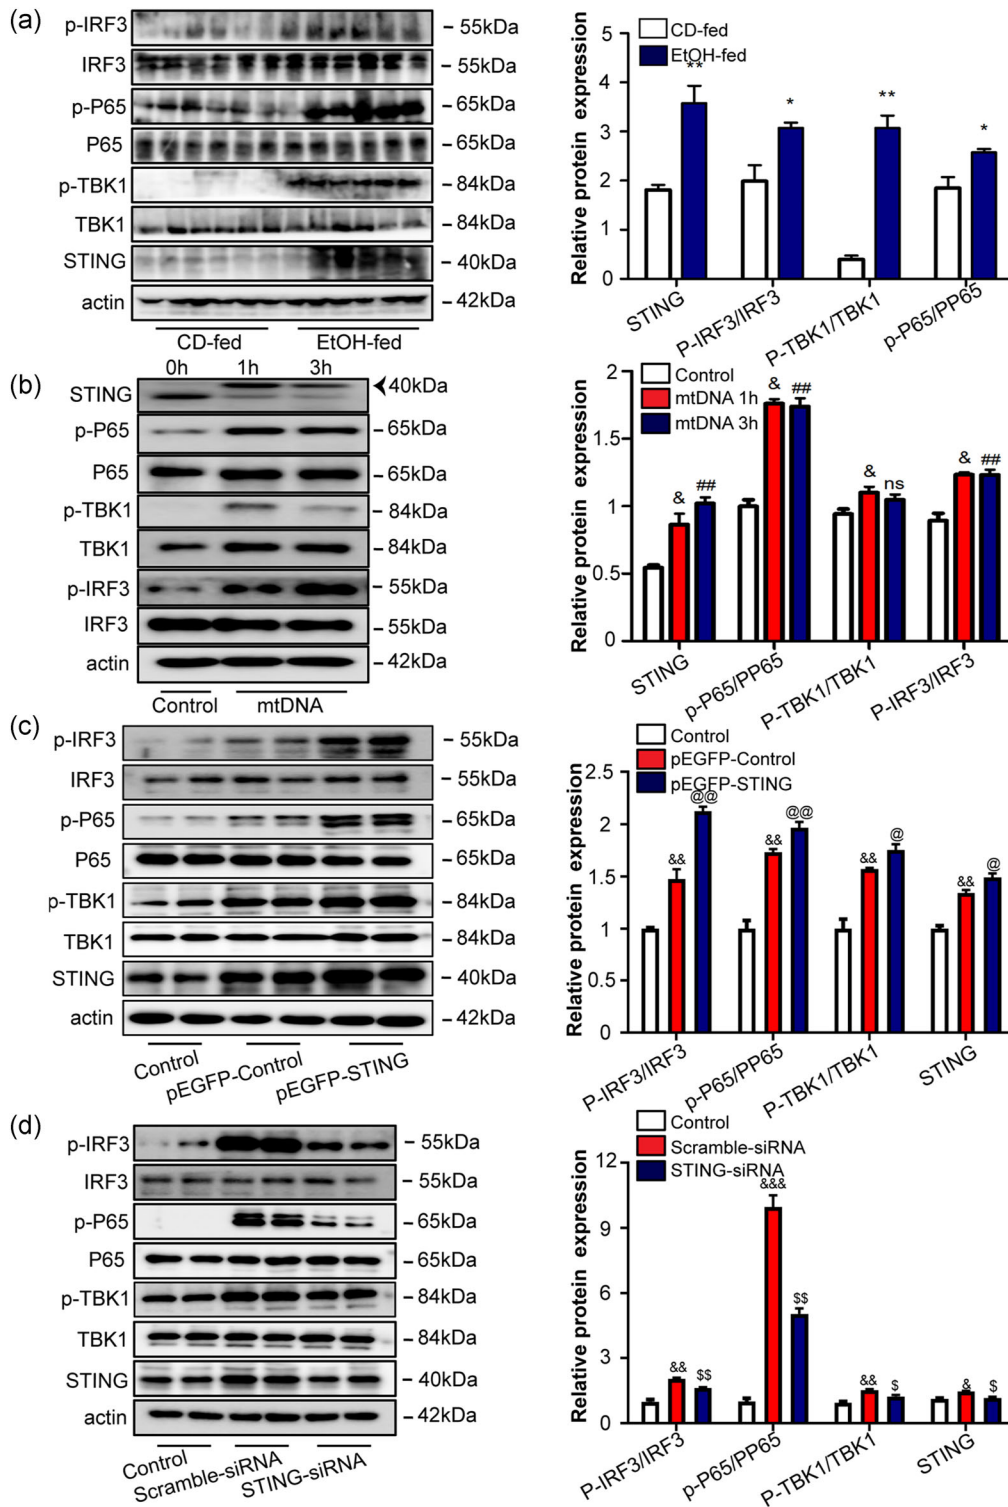 (a)
p-IRF3
– 55kDa
IRF3
– 55kDa
p-P65
– 65kDa
P65
– 65kDa
p-TBK1
– 84kDa
TBK1
– 84kDa
STING
– 40kDa
actin
– 42kDa
CD-fed EtOH-fed
CD-fed
EtOH-fed
Relative protein expression
5
4
3
2
1
0
** * ** *
STING P-IRF3/IRF3 P-TBK1/TBK1 p-P65/PP65
(b)
0h 1h 3h
STING
40kDa
p-P65
– 65kDa
P65
– 65kDa
p-TBK1
– 84kDa
TBK1
– 84kDa
p-IRF3
– 55kDa
IRF3
– 55kDa
actin
– 42kDa
Control mtDNA
Control
mtDNA 1h
mtDNA 3h
Relative protein expression
2
1.5
1
0.5
0
& ## & ## & ns & ##
STING p-P65/PP65 P-TBK1/TBK1 P-IRF3/IRF3
(c)
p-IRF3
– 55kDa
IRF3
– 55kDa
p-P65
– 65kDa
P65
– 65kDa
p-TBK1
– 84kDa
TBK1
– 84kDa
STING
– 40kDa
actin
– 42kDa
Control pEGFP-Control pEGFP-STING
Control
pEGFP-Control
pEGFP-STING
Relative protein expression
2.5
2
1.5
1
0.5
0
&& @@ && @@ && @ && @
P-IRF3/IRF3 p-P65/PP65 P-TBK1/TBK1 STING
(d)
p-IRF3
– 55kDa
IRF3
– 55kDa
p-P65
– 65kDa
P65
– 65kDa
p-TBK1
– 84kDa
TBK1
– 84kDa
STING
– 40kDa
actin
– 42kDa
Control Scramble-siRNA STING-siRNA
Control
Scramble-siRNA
STING-siRNA
Relative protein expression
12
9
6
3
0
&& $$ &&& $$ && $ & $
P-IRF3/IRF3 p-P65/PP65 P-TBK1/TBK1 STING